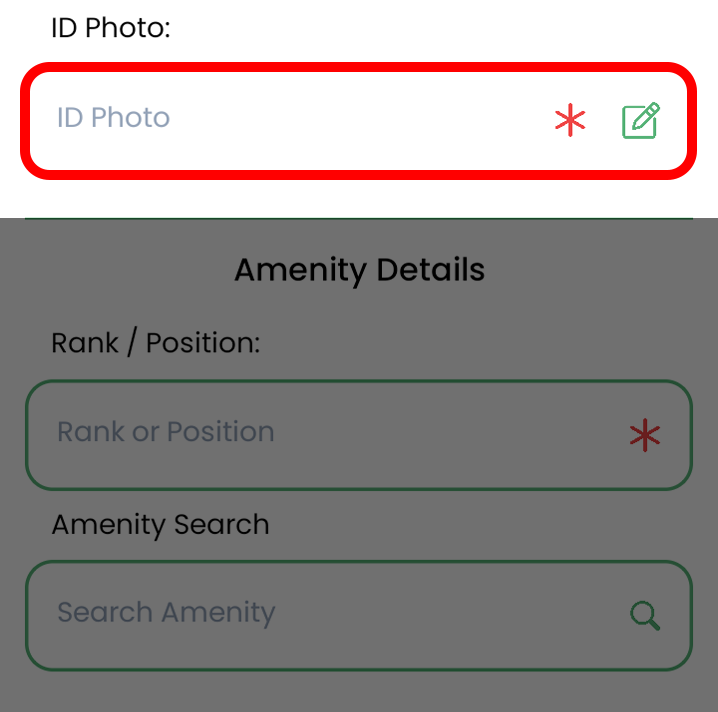 ID Photo:
ID Photo
Amenity Details
Rank / Position:
Rank or Position
Amenity Search
Search Amenity